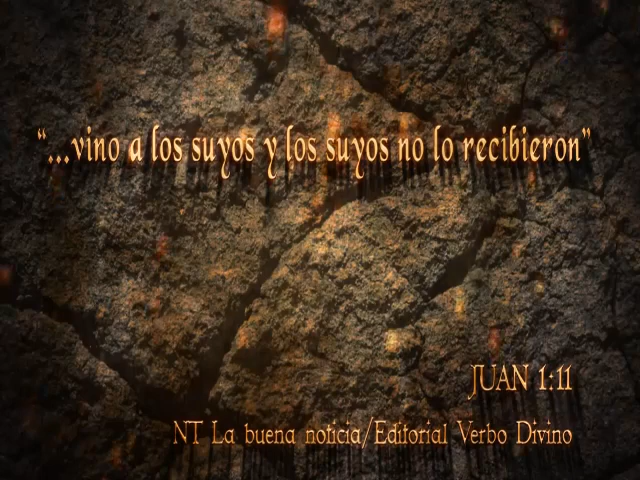 “...vino a los suyos y los suyos no lo recibieron”
JUAN 1:11
NT La buena noticia/Editorial Verbo Divino